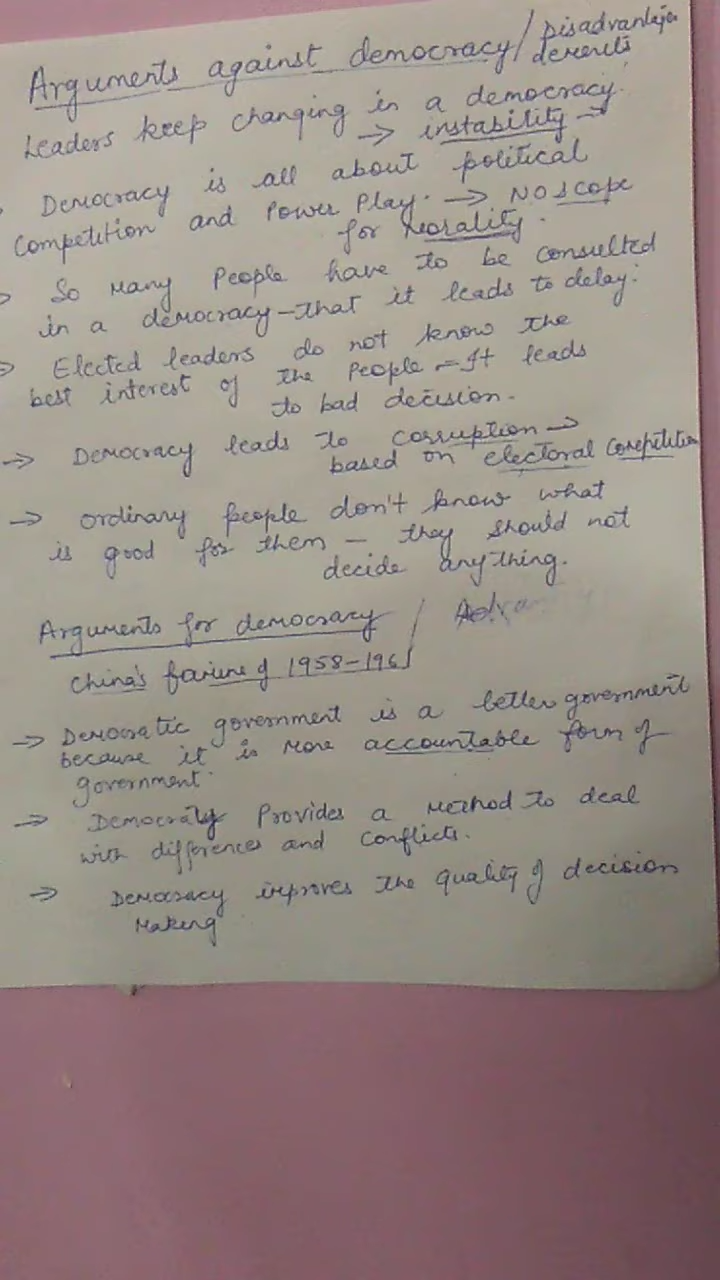 Arguments against democracy / Disadvantages
demerits
Leaders keep changing in a democracy.
→ instability →
Democracy is all about political
Competition and Power Play. → NO scope
for Morality.
So Many People have to be consulted
in a democracy - that it leads to delay.
Elected leaders do not know the
best interest of the People - It leads
to bad decision.
→ Democracy leads to corruption →
based on electoral Competition
→ ordinary people don't know what
is good for them - they should not
decide anything.
Arguments for democracy /
China's famine of 1958-1961
→ Democratic government is a better government
because it is More accountable form of
government.
→ Democracy Provides a Method to deal
with differences and Conflicts.
→ Democracy improves the Quality of decision
Making